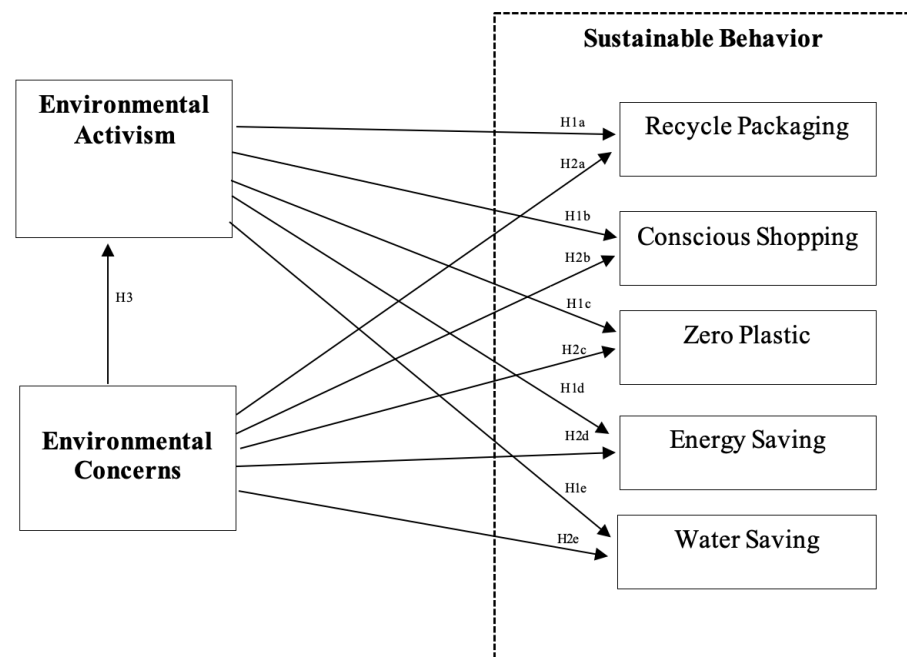 Sustainable Behavior
Environmental
Activism
H1a
Recycle Packaging
H2a
H1b
Conscious Shopping
H2b
H3
H1c
Zero Plastic
H2c
H1d
Environmental
Concerns
H2d
Energy Saving
H1e
H2e
Water Saving